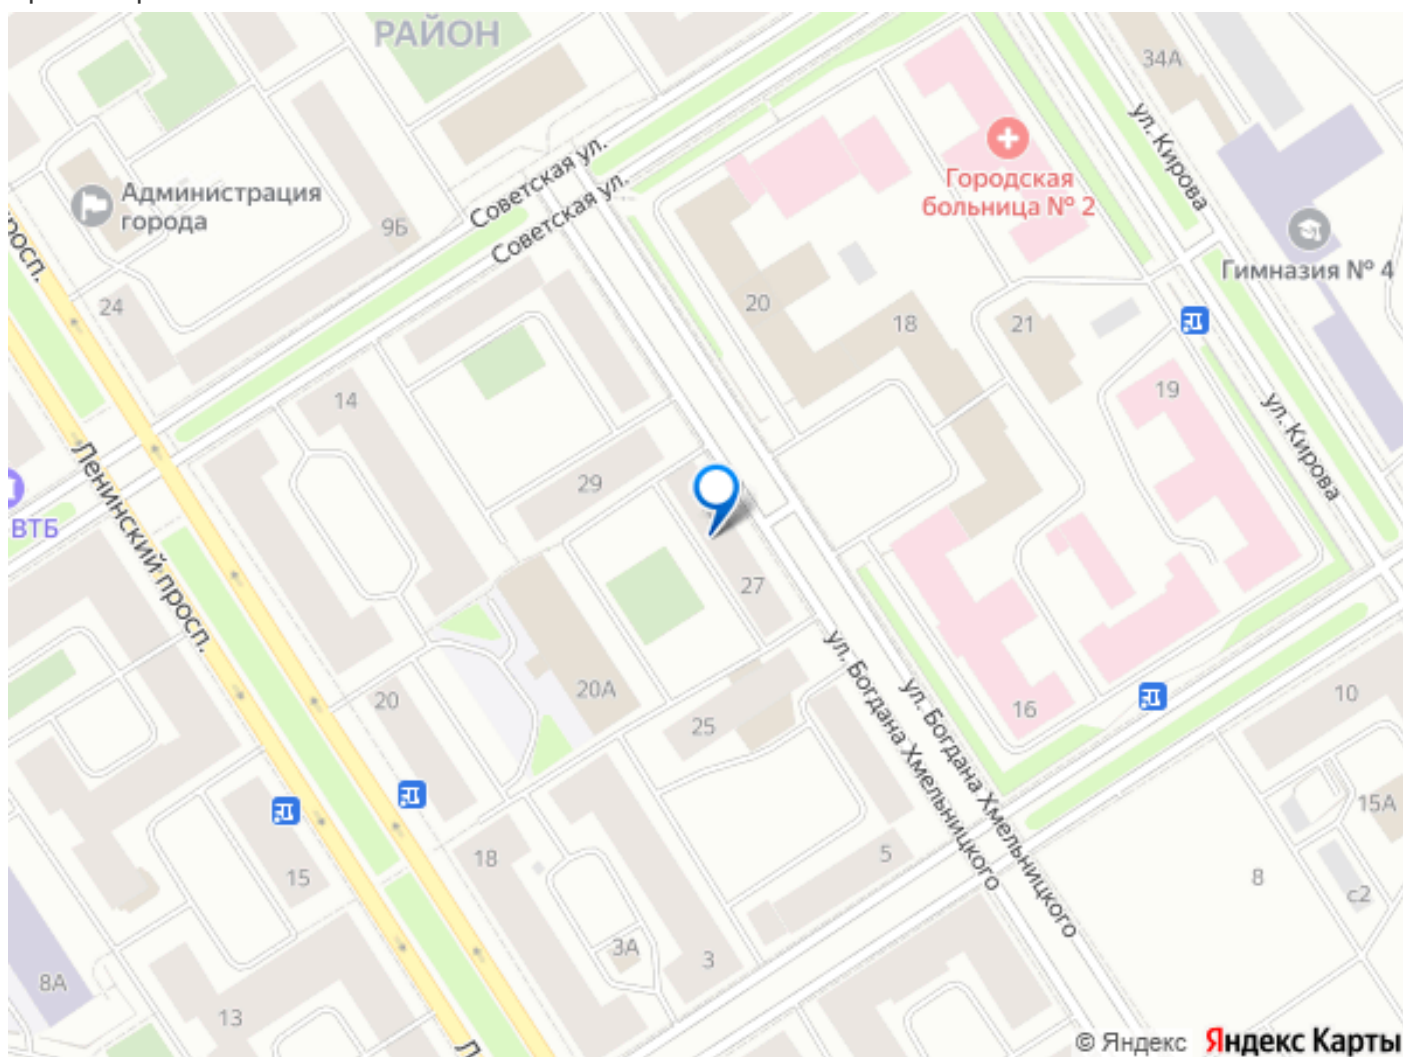 РАЙОН
34А
ул. Кирова
Советская ул.
Городская
больница № 2
Администрация
города
Советская ул.
9Б
просп.
Гимназия № 4
24
20
18
21
14
19
ул. Кирова
29
ВТБ
Ленинский просп.
27
ул. Богдана Хмельницкого
ул. Богдана Хмельницкого
20А
20
25
16
10
15А
18
5
15
8
с2
3А
3
8А
13
© Яндекс Яндекс Карты